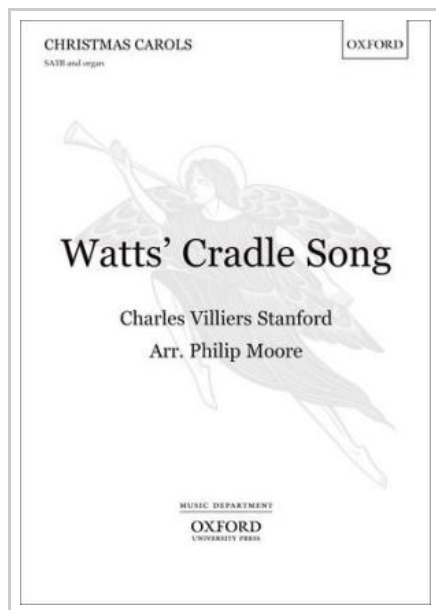 CHRISTMAS CAROLS
OXFORD
SATB and organ
Watts’ Cradle Song
Charles Villiers Stanford
Arr. Philip Moore
MUSIC DEPARTMENT
OXFORD
UNIVERSITY PRESS